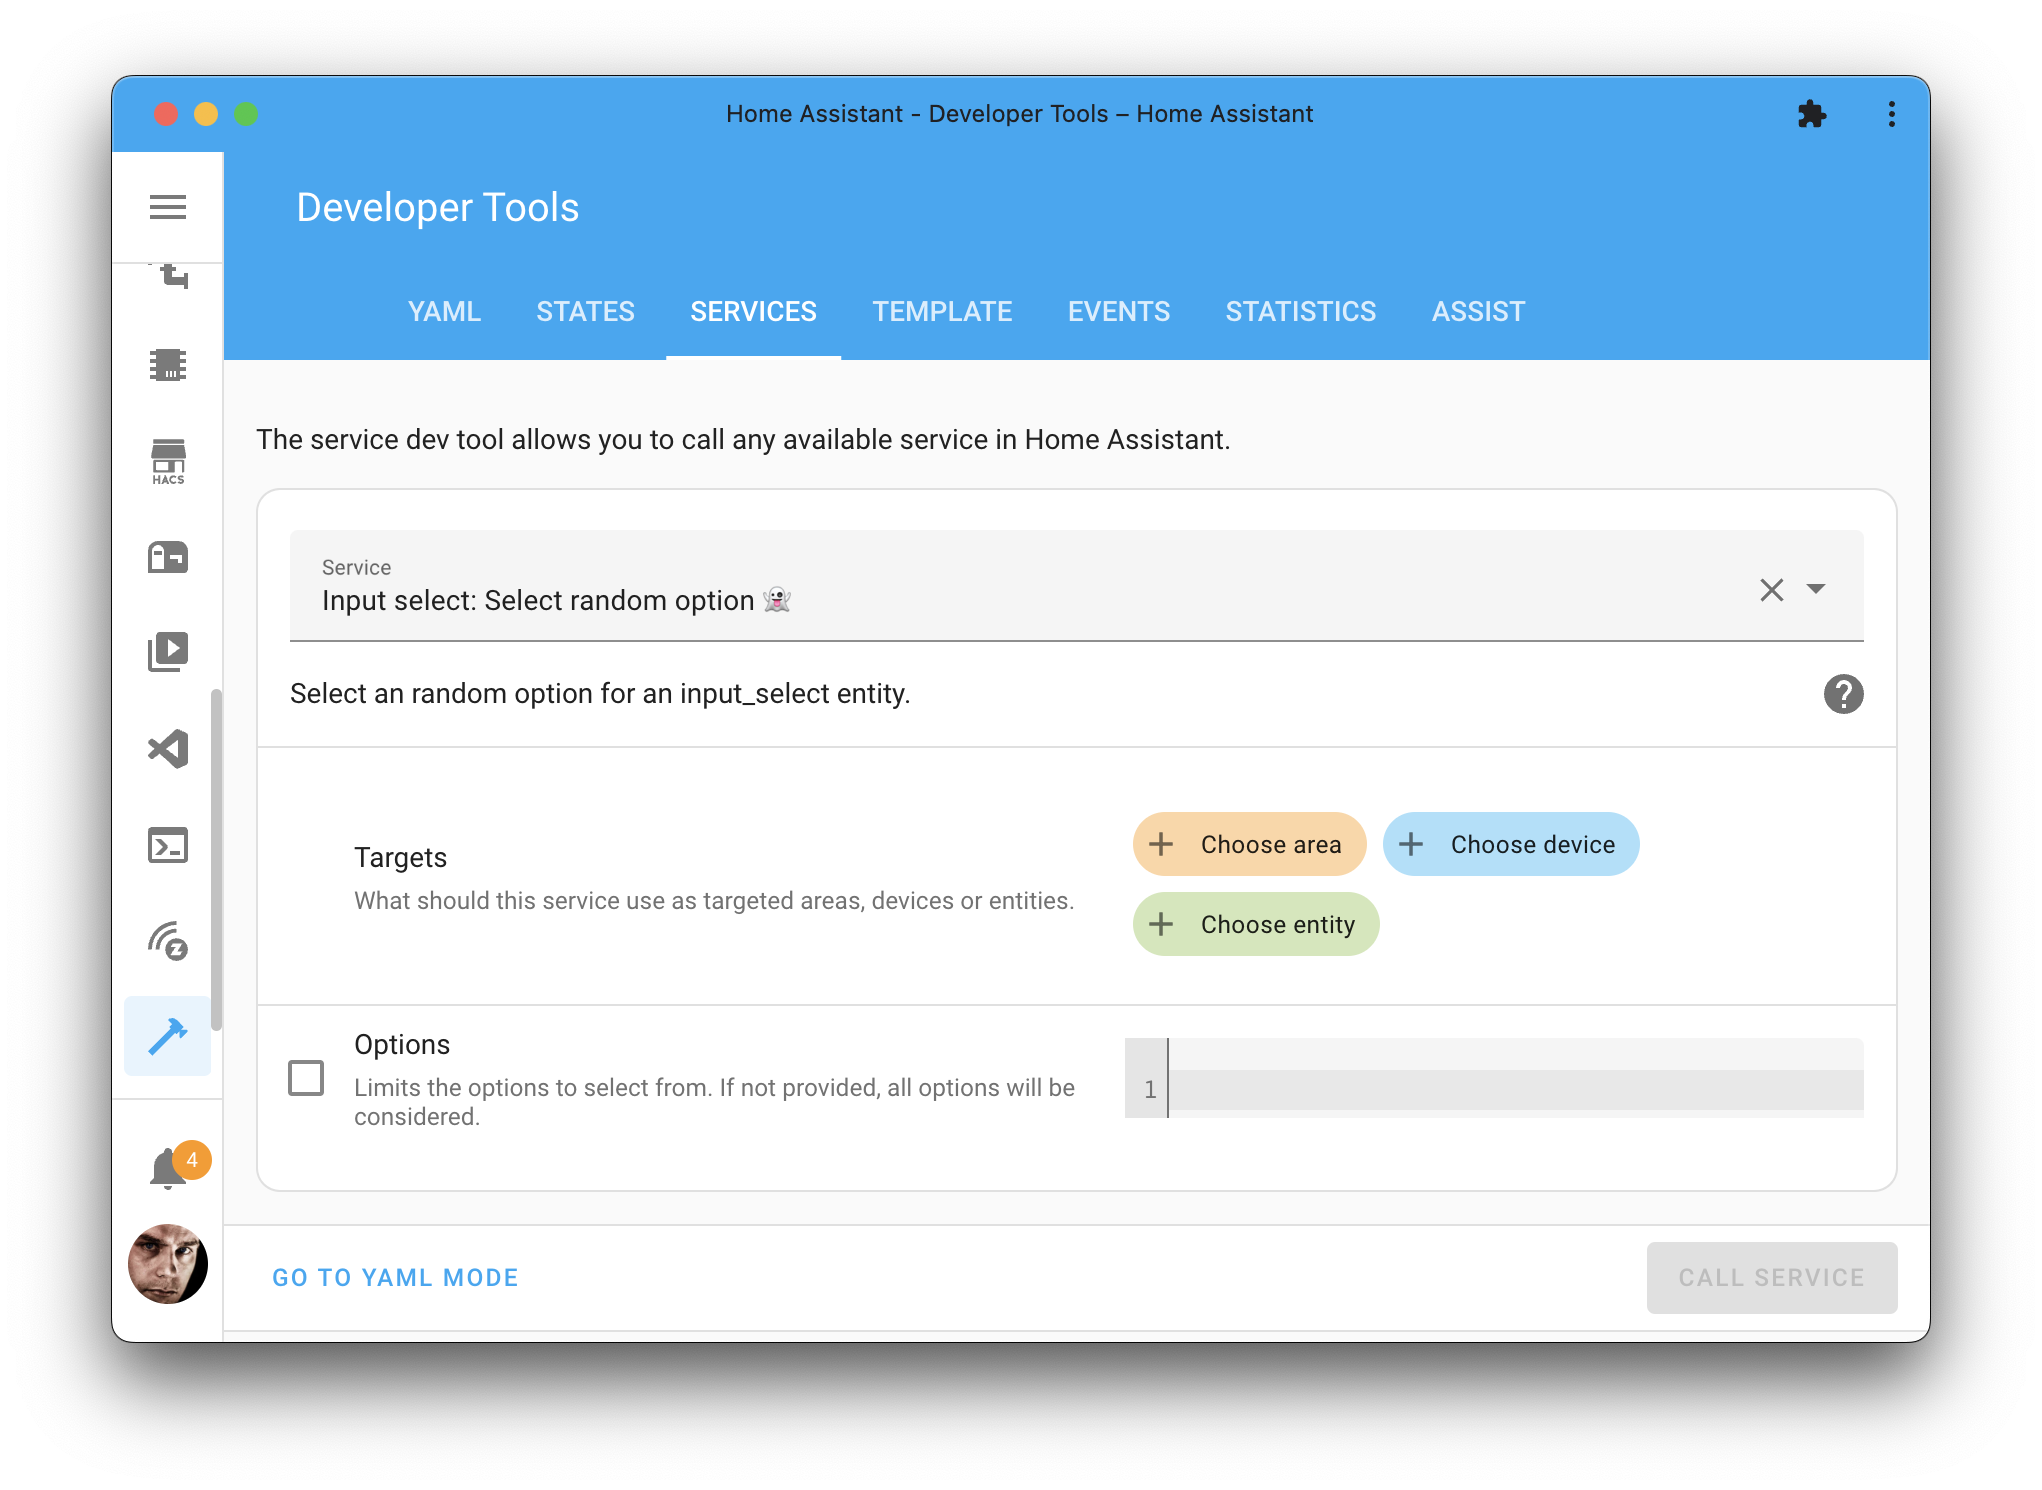 Home Assistant - Developer Tools – Home Assistant
Developer Tools
YAML STATES SERVICES TEMPLATE EVENTS STATISTICS ASSIST
HACS
The service dev tool allows you to call any available service in Home Assistant.
Service
Input select: Select random option 👻
Select an random option for an input_select entity.
Targets
What should this service use as targeted areas, devices or entities.
Choose area
Choose device
Choose entity
Options
Limits the options to select from. If not provided, all options will be
considered.
1
4
GO TO YAML MODE
CALL SERVICE